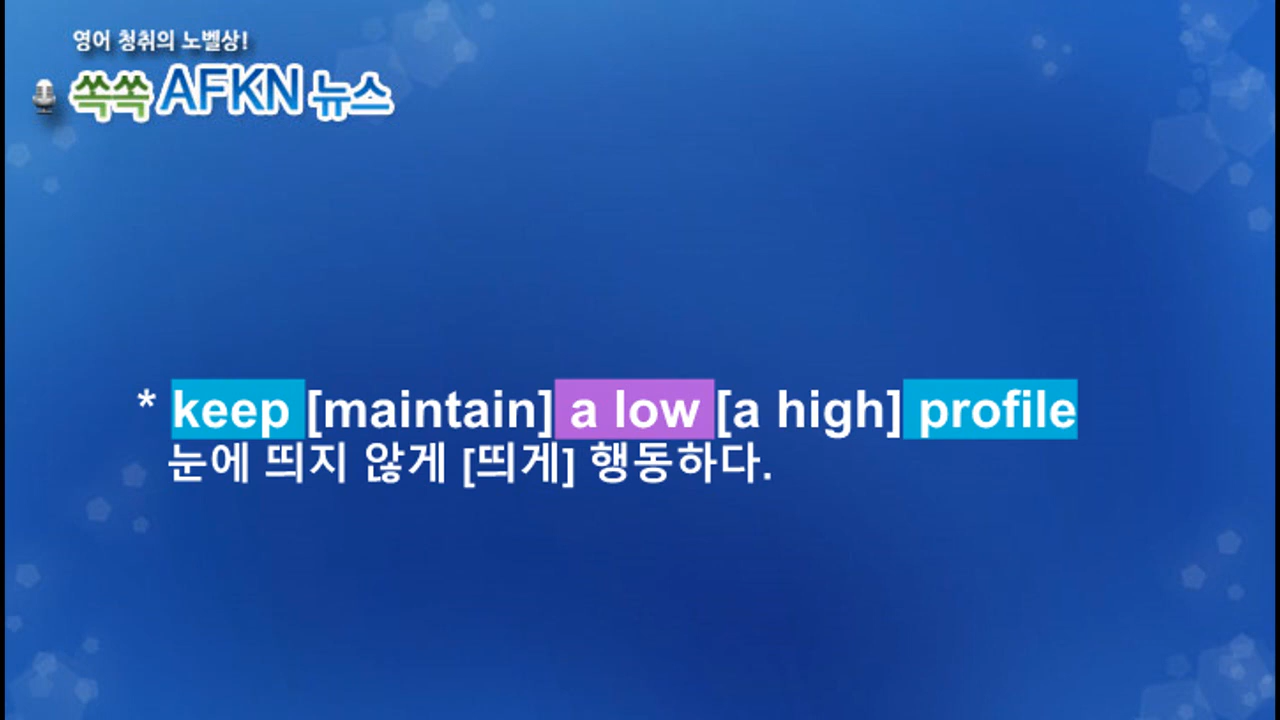 영어 청취의 노벨상!
쏙쏙 AFKN 뉴스
* keep [maintain] a low [a high] profile
눈에 띄지 않게 [띄게] 행동하다.